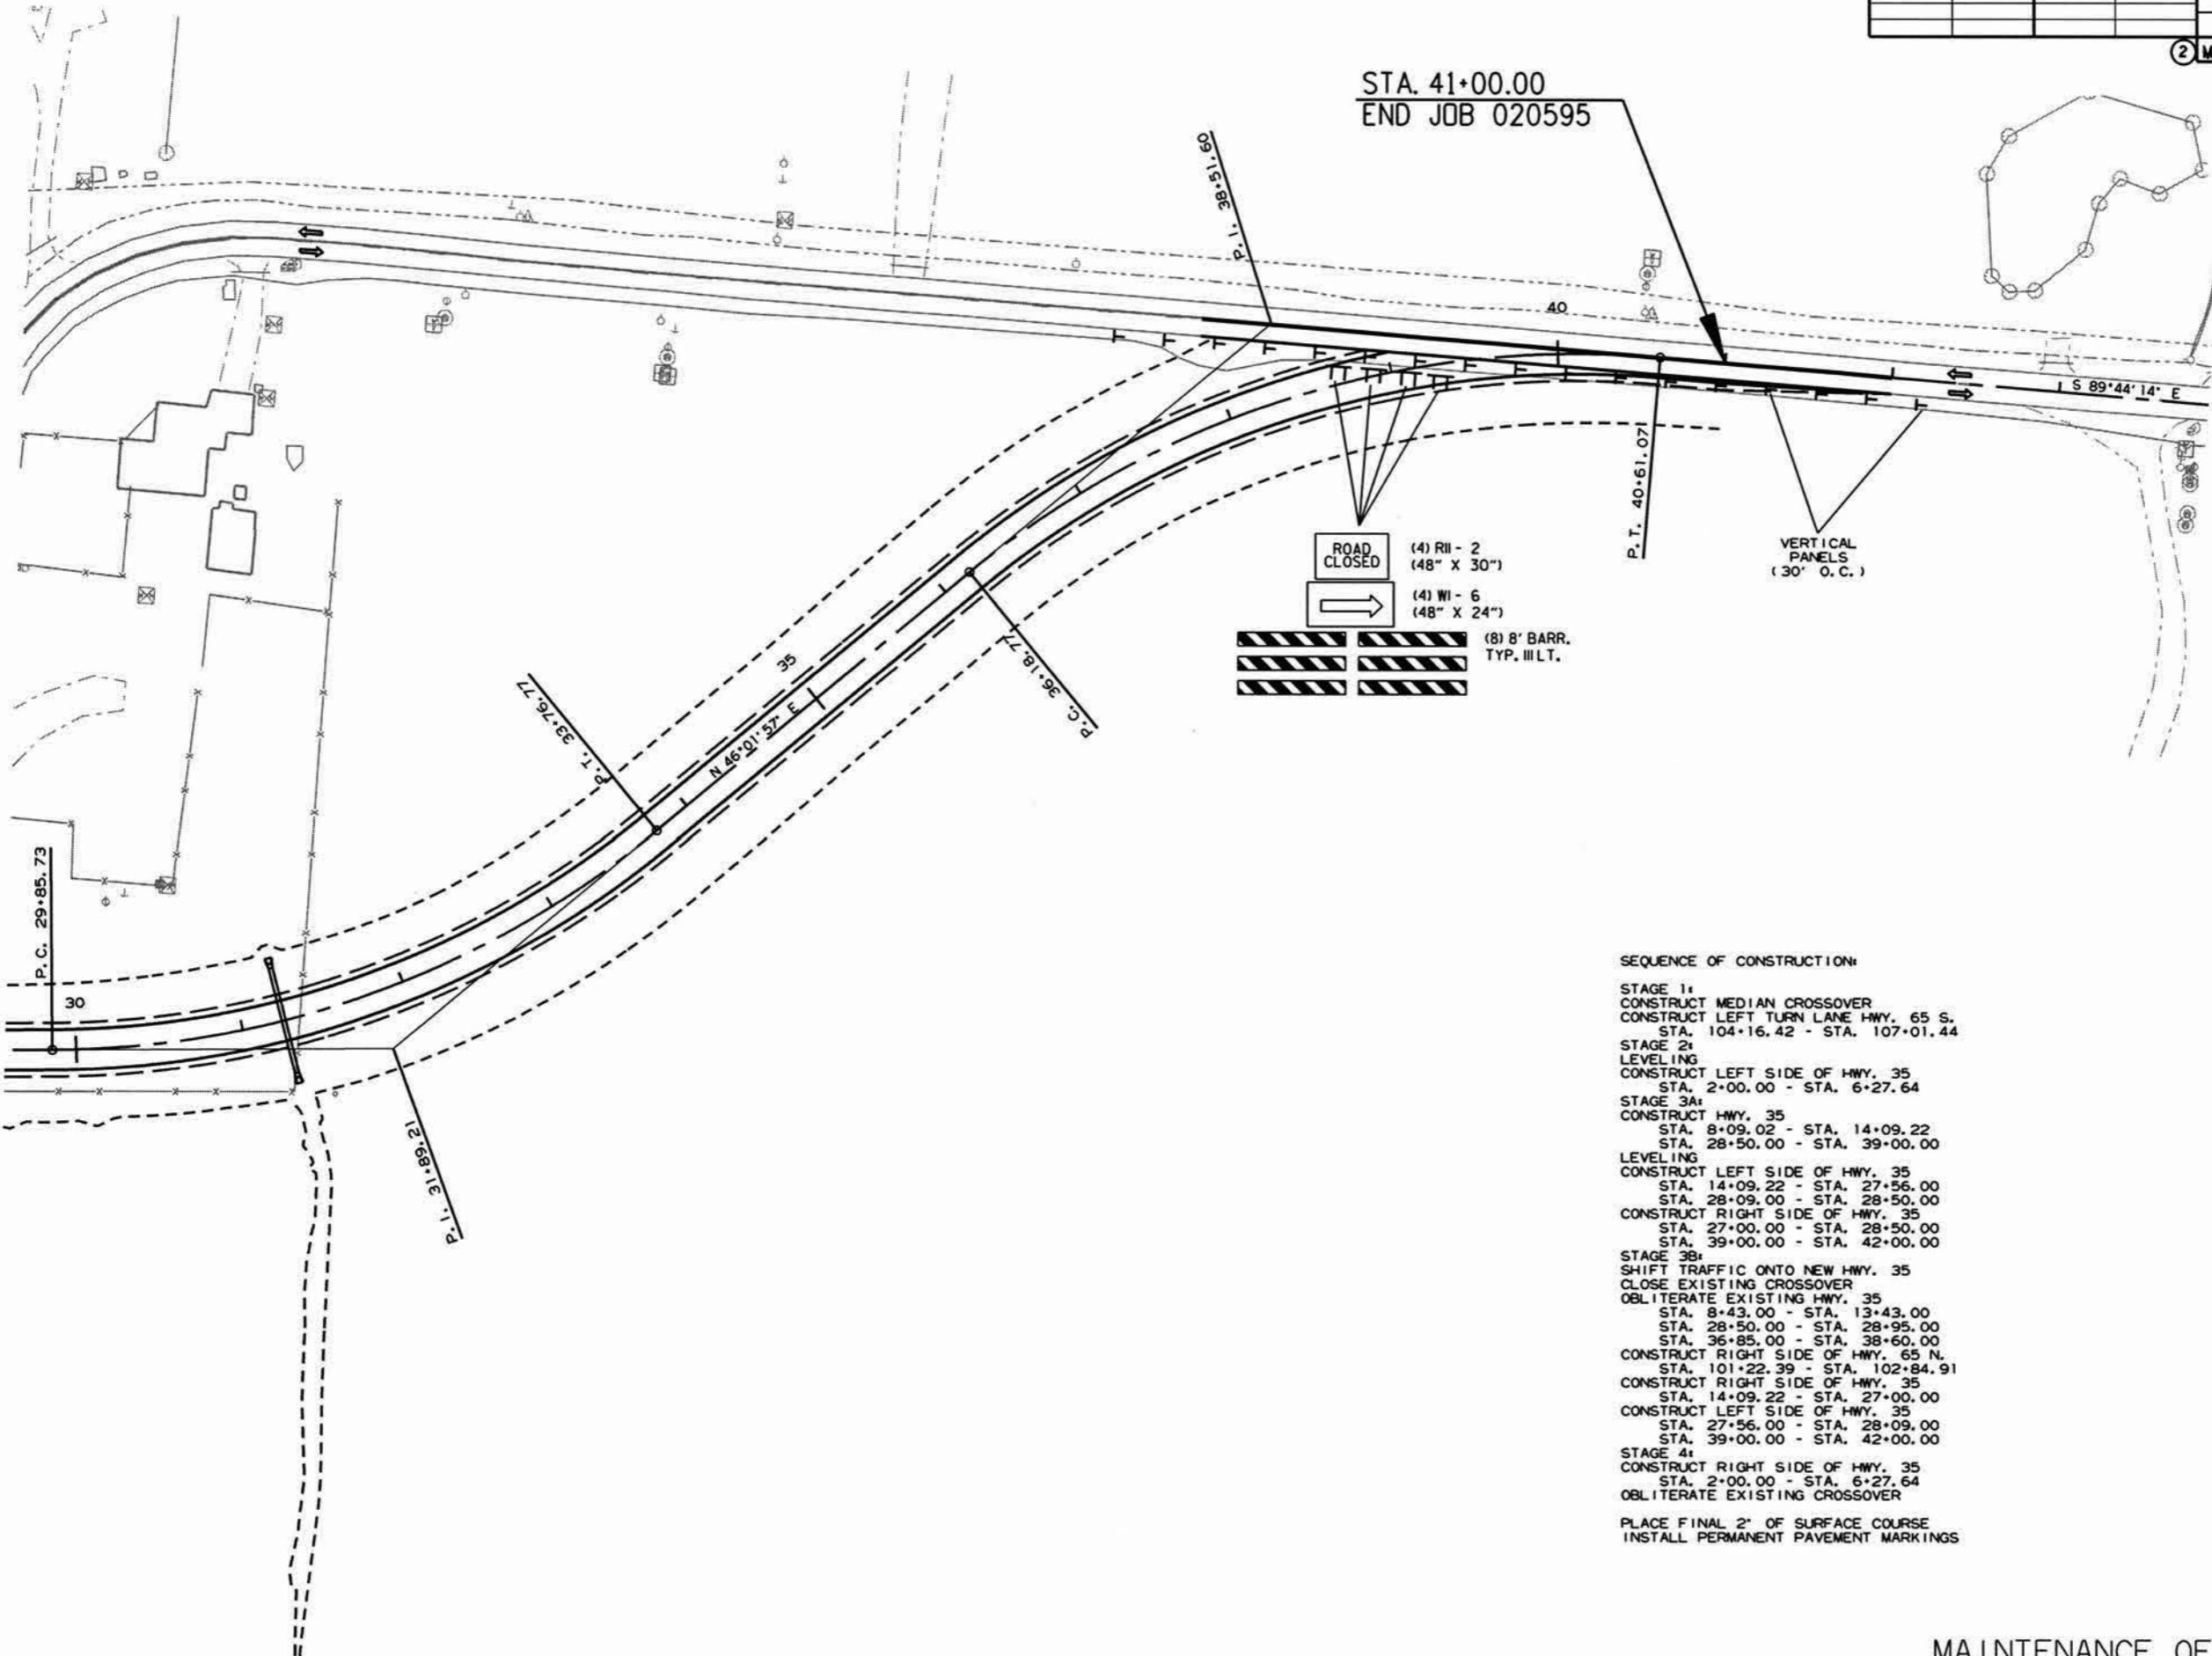 ②
STA. 41+00.00
END JOB 020595
P.I. 38+51.60
40
S 89°44'14" E
P.T. 40+61.07
VERTICAL
PANELS
(30' O.C.)
ROAD
CLOSED
(4) RII - 2
(48" X 30")
(4) WI - 6
(48" X 24")
(8) 8' BARR.
TYP. III LT.
35
P.C. 36+18.77
P.T. 33+76.77
N 46°01'57" E
P.C. 29+85.73
30
P.I. 31+89.21
SEQUENCE OF CONSTRUCTION:
STAGE 1:
CONSTRUCT MEDIAN CROSSOVER
CONSTRUCT LEFT TURN LANE HWY. 65 S.
STA. 104+16.42 - STA. 107+01.44
STAGE 2:
LEVELING
CONSTRUCT LEFT SIDE OF HWY. 35
STA. 2+00.00 - STA. 6+27.64
STAGE 3A:
CONSTRUCT HWY. 35
STA. 8+09.02 - STA. 14+09.22
STA. 28+50.00 - STA. 39+00.00
LEVELING
CONSTRUCT LEFT SIDE OF HWY. 35
STA. 14+09.22 - STA. 27+56.00
STA. 28+09.00 - STA. 28+50.00
CONSTRUCT RIGHT SIDE OF HWY. 35
STA. 27+00.00 - STA. 28+50.00
STA. 39+00.00 - STA. 42+00.00
STAGE 3B:
SHIFT TRAFFIC ONTO NEW HWY. 35
CLOSE EXISTING CROSSOVER
OBLITERATE EXISTING HWY. 35
STA. 8+43.00 - STA. 13+43.00
STA. 28+50.00 - STA. 28+95.00
STA. 36+85.00 - STA. 38+60.00
CONSTRUCT RIGHT SIDE OF HWY. 65 N.
STA. 101+22.39 - STA. 102+84.91
CONSTRUCT RIGHT SIDE OF HWY. 35
STA. 14+09.22 - STA. 27+00.00
CONSTRUCT LEFT SIDE OF HWY. 35
STA. 27+56.00 - STA. 28+09.00
STA. 39+00.00 - STA. 42+00.00
STAGE 4:
CONSTRUCT RIGHT SIDE OF HWY. 35
STA. 2+00.00 - STA. 6+27.64
OBLITERATE EXISTING CROSSOVER
PLACE FINAL 2" OF SURFACE COURSE
INSTALL PERMANENT PAVEMENT MARKINGS
MAINTENANCE OF